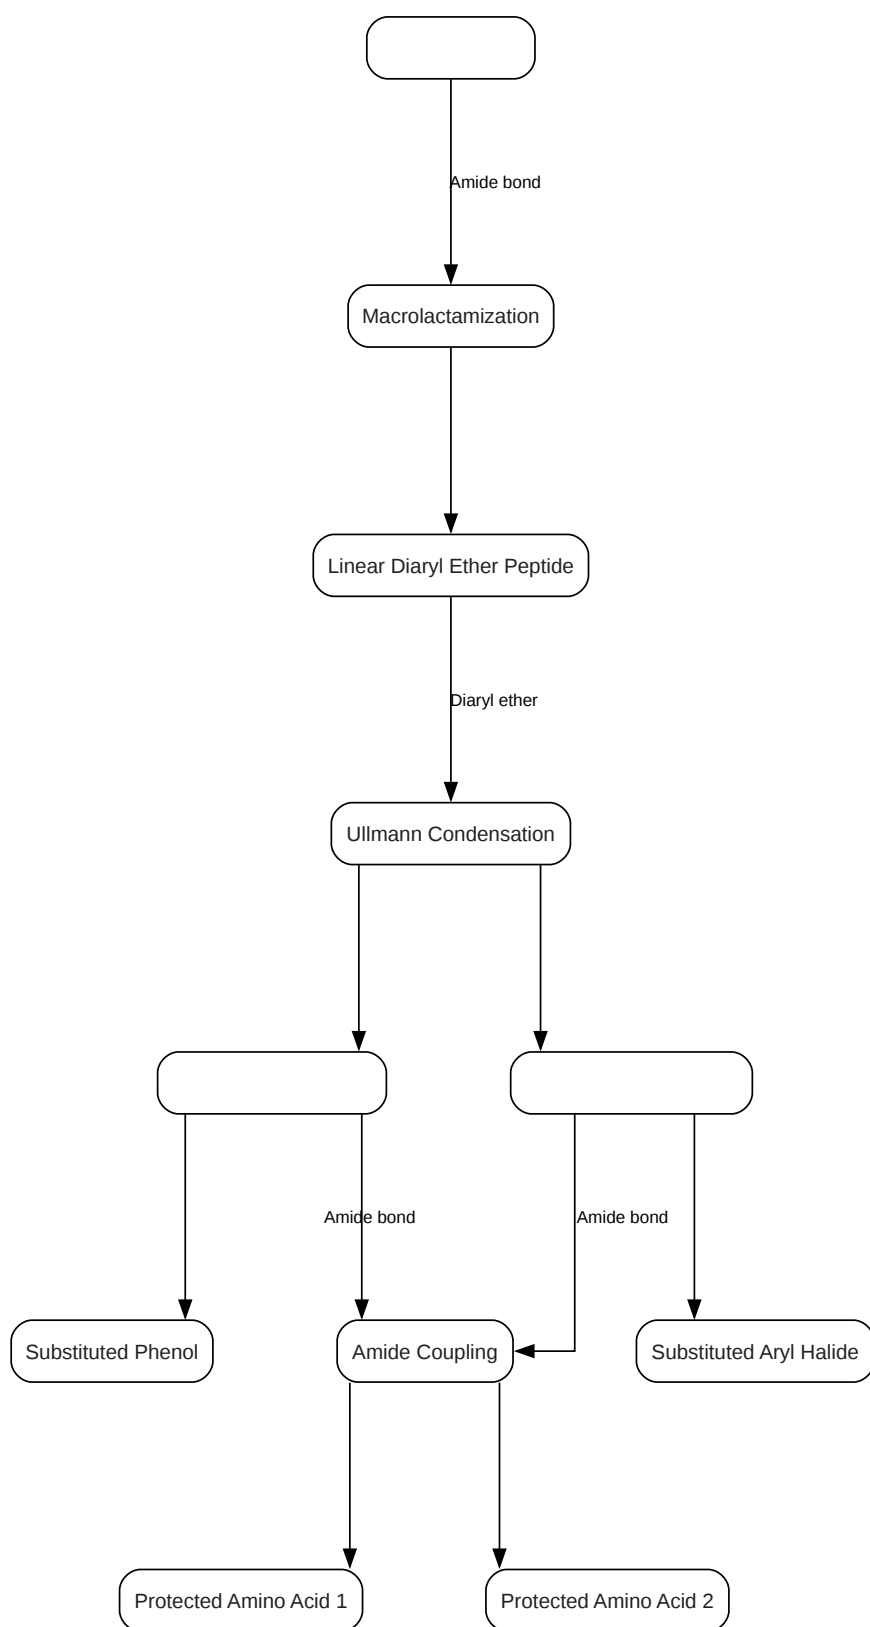 Amide bond
Macrolactamization
Linear Diaryl Ether Peptide
Diaryl ether
Ullmann Condensation
Amide bond
Amide bond
Substituted Phenol
Amide Coupling
Substituted Aryl Halide
Protected Amino Acid 1
Protected Amino Acid 2